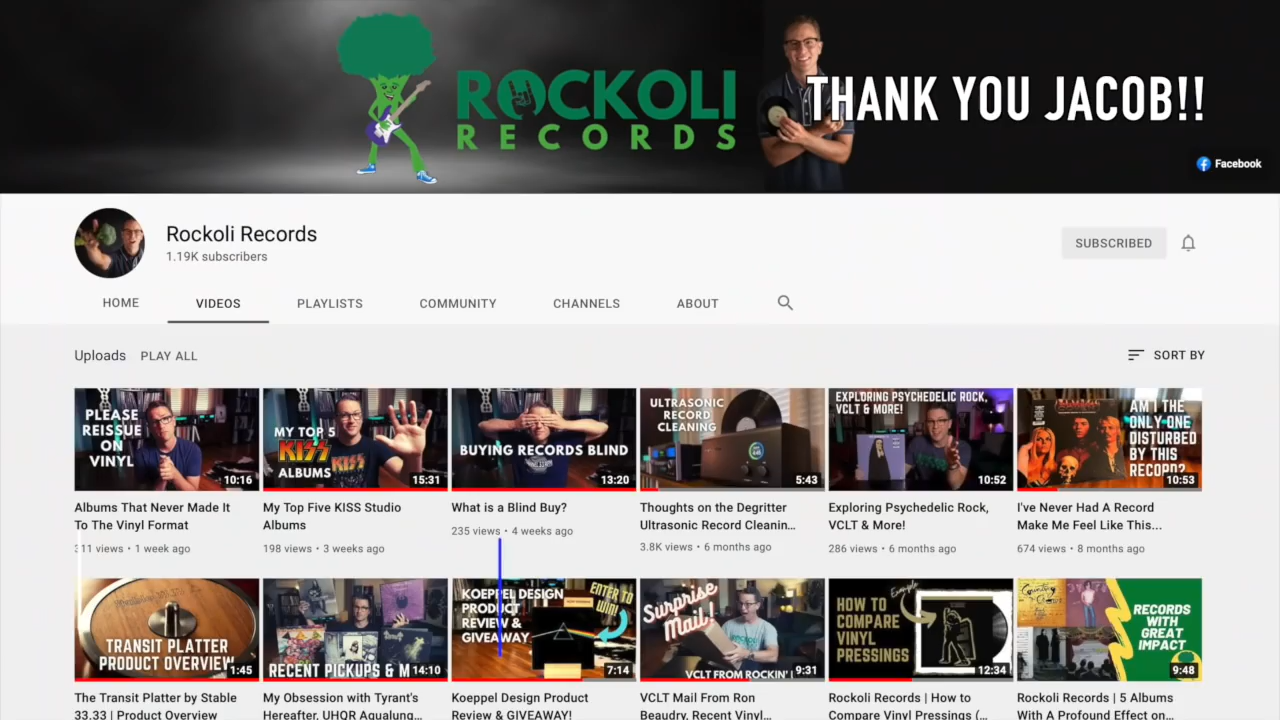 ROCKOLI
RECORDS
THANK YOU JACOB!!
Facebook
Rockoli Records
1.19K subscribers
SUBSCRIBED
HOME
VIDEOS
PLAYLISTS
COMMUNITY
CHANNELS
ABOUT
Uploads
PLAY ALL
SORT BY
PLEASE
REISSUE
ON
VINYL
10:16
MY TOP 5
KISS
ALBUMS
15:31
BUYING RECORDS BLIND
13:20
ULTRASONIC
RECORD
CLEANING
5:43
EXPLORING PSYCHEDELIC ROCK,
VCLT & MORE!
10:52
AM I THE
ONLY ONE
DISTURBED
BY THIS
RECORD?
10:53
Albums That Never Made It
To The Vinyl Format
311 views • 1 week ago
My Top Five KISS Studio
Albums
198 views • 3 weeks ago
What is a Blind Buy?
235 views • 4 weeks ago
Thoughts on the Degritter
Ultrasonic Record Cleanin...
3.8K views • 6 months ago
Exploring Psychedelic Rock,
VCLT & More!
286 views • 6 months ago
I've Never Had A Record
Make Me Feel Like This...
674 views • 8 months ago
TRANSIT PLATTER
PRODUCT OVERVIEW
1:45
RECENT PICKUPS & M
14:10
KOEPPEL DESIGN
PRODUCT
REVIEW &
GIVEAWAY
ENTER TO
WIN!
7:14
Surprise
Mail!
ROCKOLI
VCLT FROM ROCKIN'
9:31
HOW TO
COMPARE
VINYL
PRESSINGS
Example
12:34
Counting
Crows
RECORDS
WITH
GREAT
IMPACT
9:48
The Transit Platter by Stable
33.33 | Product Overview
My Obsession with Tyrant's
Hereafter, UHQR Aqualung...
Koeppel Design Product
Review & GIVEAWAY!
VCLT Mail From Ron
Beaudry, Recent Vinyl...
Rockoli Records | How to
Compare Vinyl Pressings (...
Rockoli Records | 5 Albums
With A Profound Effect on...